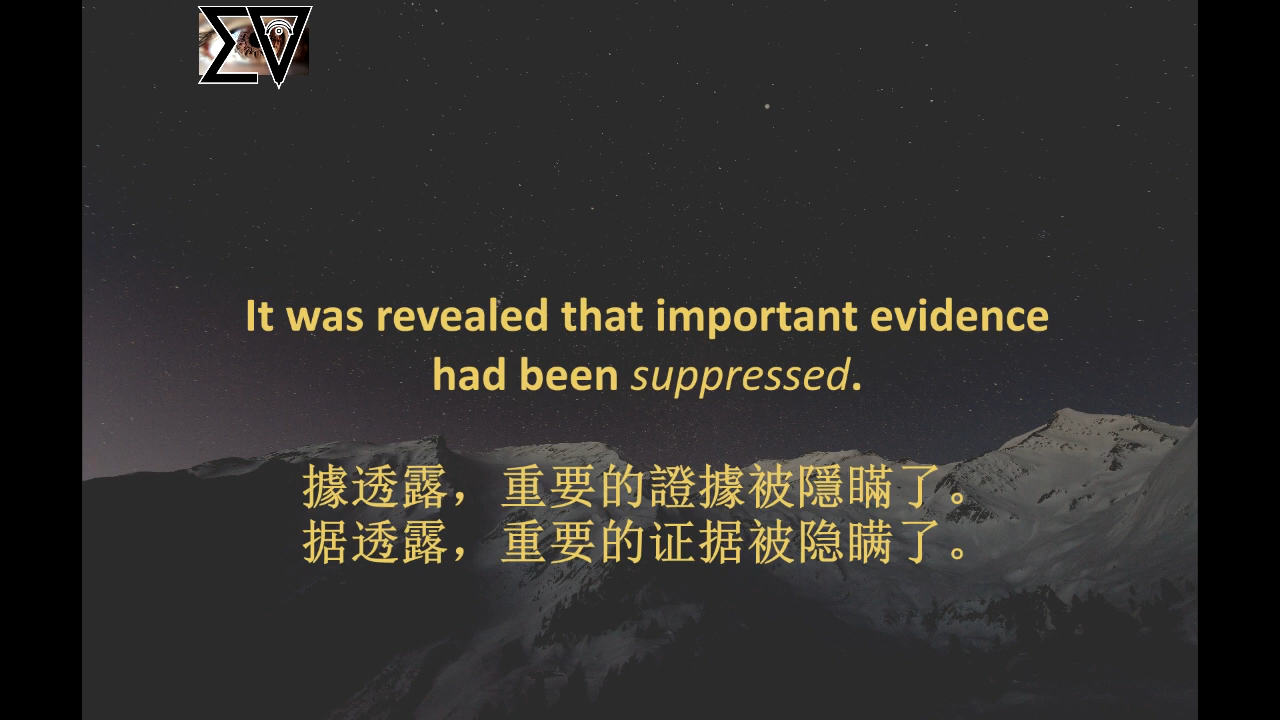 It was revealed that important evidence
had been suppressed.
據透露，重要的證據被隱瞞了。
据透露，重要的证据被隐瞒了。